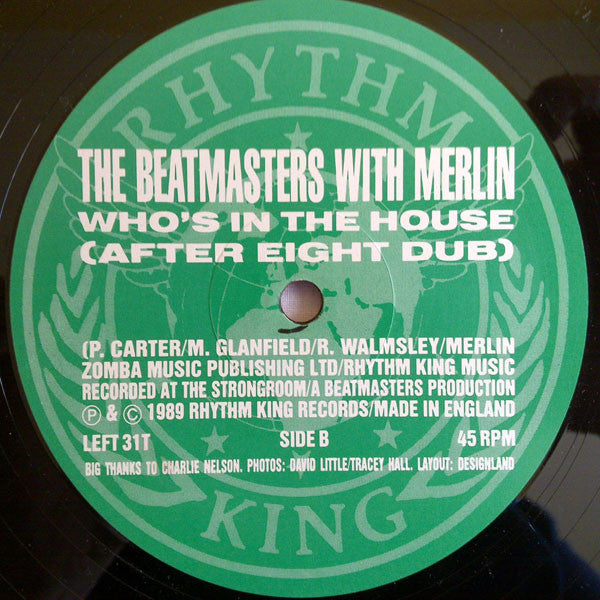 RHYTHM
THE BEATMASTERS WITH MERLIN
WHO'S IN THE HOUSE
(AFTER EIGHT DUB)
(P. CARTER/M. GLANFIELD/R. WALMSLEY/MERLIN
ZOMBA MUSIC PUBLISHING LTD/RHYTHM KING MUSIC
RECORDED AT THE STRONGROOM/A BEATMASTERS PRODUCTION
Ⓟ & © 1989 RHYTHM KING RECORDS/MADE IN ENGLAND
LEFT 31T SIDE B 45 RPM
BIG THANKS TO CHARLIE NELSON. PHOTOS: DAVID LITTLE/TRACEY HALL. LAYOUT: DESIGNLAND
KING